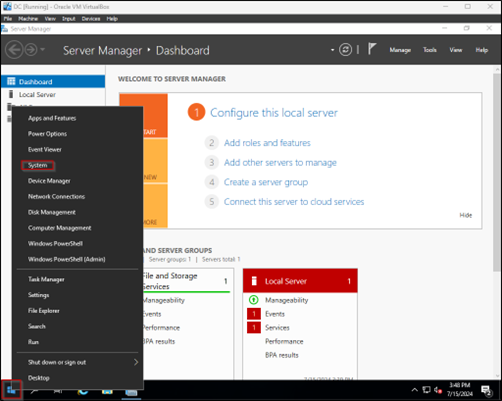 DC [Running] - Oracle VM VirtualBox
File Machine View Input Devices Help
Server Manager
Server Manager • Dashboard
Manage Tools View Help
Dashboard
Local Server
WELCOME TO SERVER MANAGER
1 Configure this local server
START
2 Add roles and features
3 Add other servers to manage
NEW
4 Create a server group
5 Connect this server to cloud services
MORE
Hide
Apps and Features
Power Options
Event Viewer
System
Device Manager
Network Connections
Disk Management
Computer Management
Windows PowerShell
Windows PowerShell (Admin)
Task Manager
Settings
File Explorer
Search
Run
Shut down or sign out
Desktop
AND SERVER GROUPS
Server groups: 1 | Servers total: 1
File and Storage Services 1
Manageability
Events
Performance
BPA results
Local Server 1
Manageability
1 Events
1 Services
Performance
BPA results
3:48 PM
7/15/2024